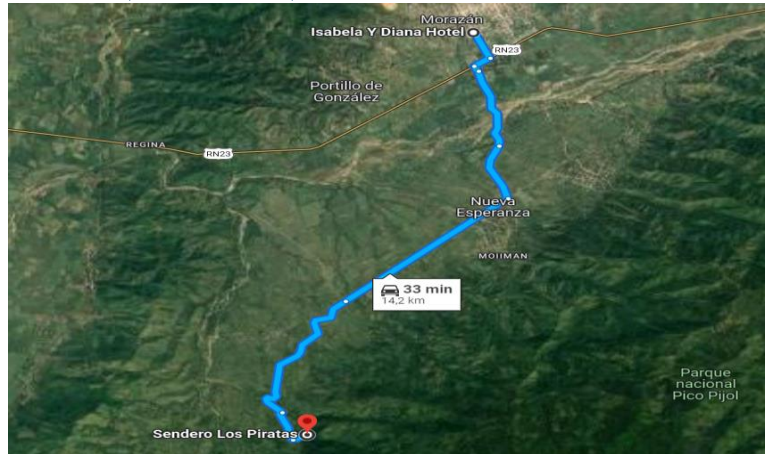 Morazán
Isabela Y Diana Hotel
RN23
Portillo de
González
REGINA
RN23
Nueva
Esperanza
MOJIMAN
33 min
14,2 km
Parque
nacional
Pico Pijol
Sendero Los Piratas